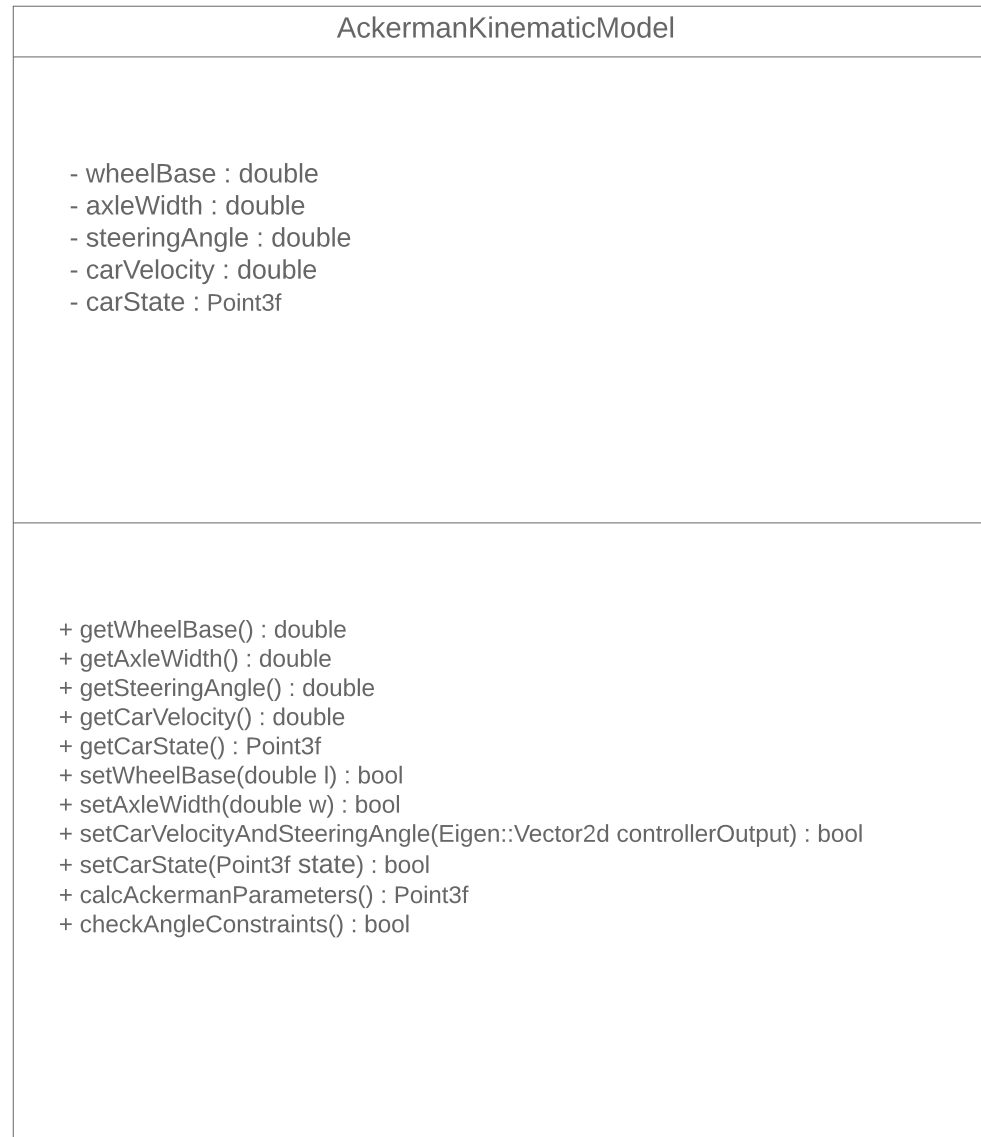 AckermanKinematicModel
- wheelBase : double
- axleWidth : double
- steeringAngle : double
- carVelocity : double
- carState : Point3f
+ getWheelBase() : double
+ getAxleWidth() : double
+ getSteeringAngle() : double
+ getCarVelocity() : double
+ getCarState() : Point3f
+ setWheelBase(double l) : bool
+ setAxleWidth(double w) : bool
+ setCarVelocityAndSteeringAngle(Eigen::Vector2d controllerOutput) : bool
+ setCarState(Point3f state) : bool
+ calcAckermanParameters() : Point3f
+ checkAngleConstraints() : bool